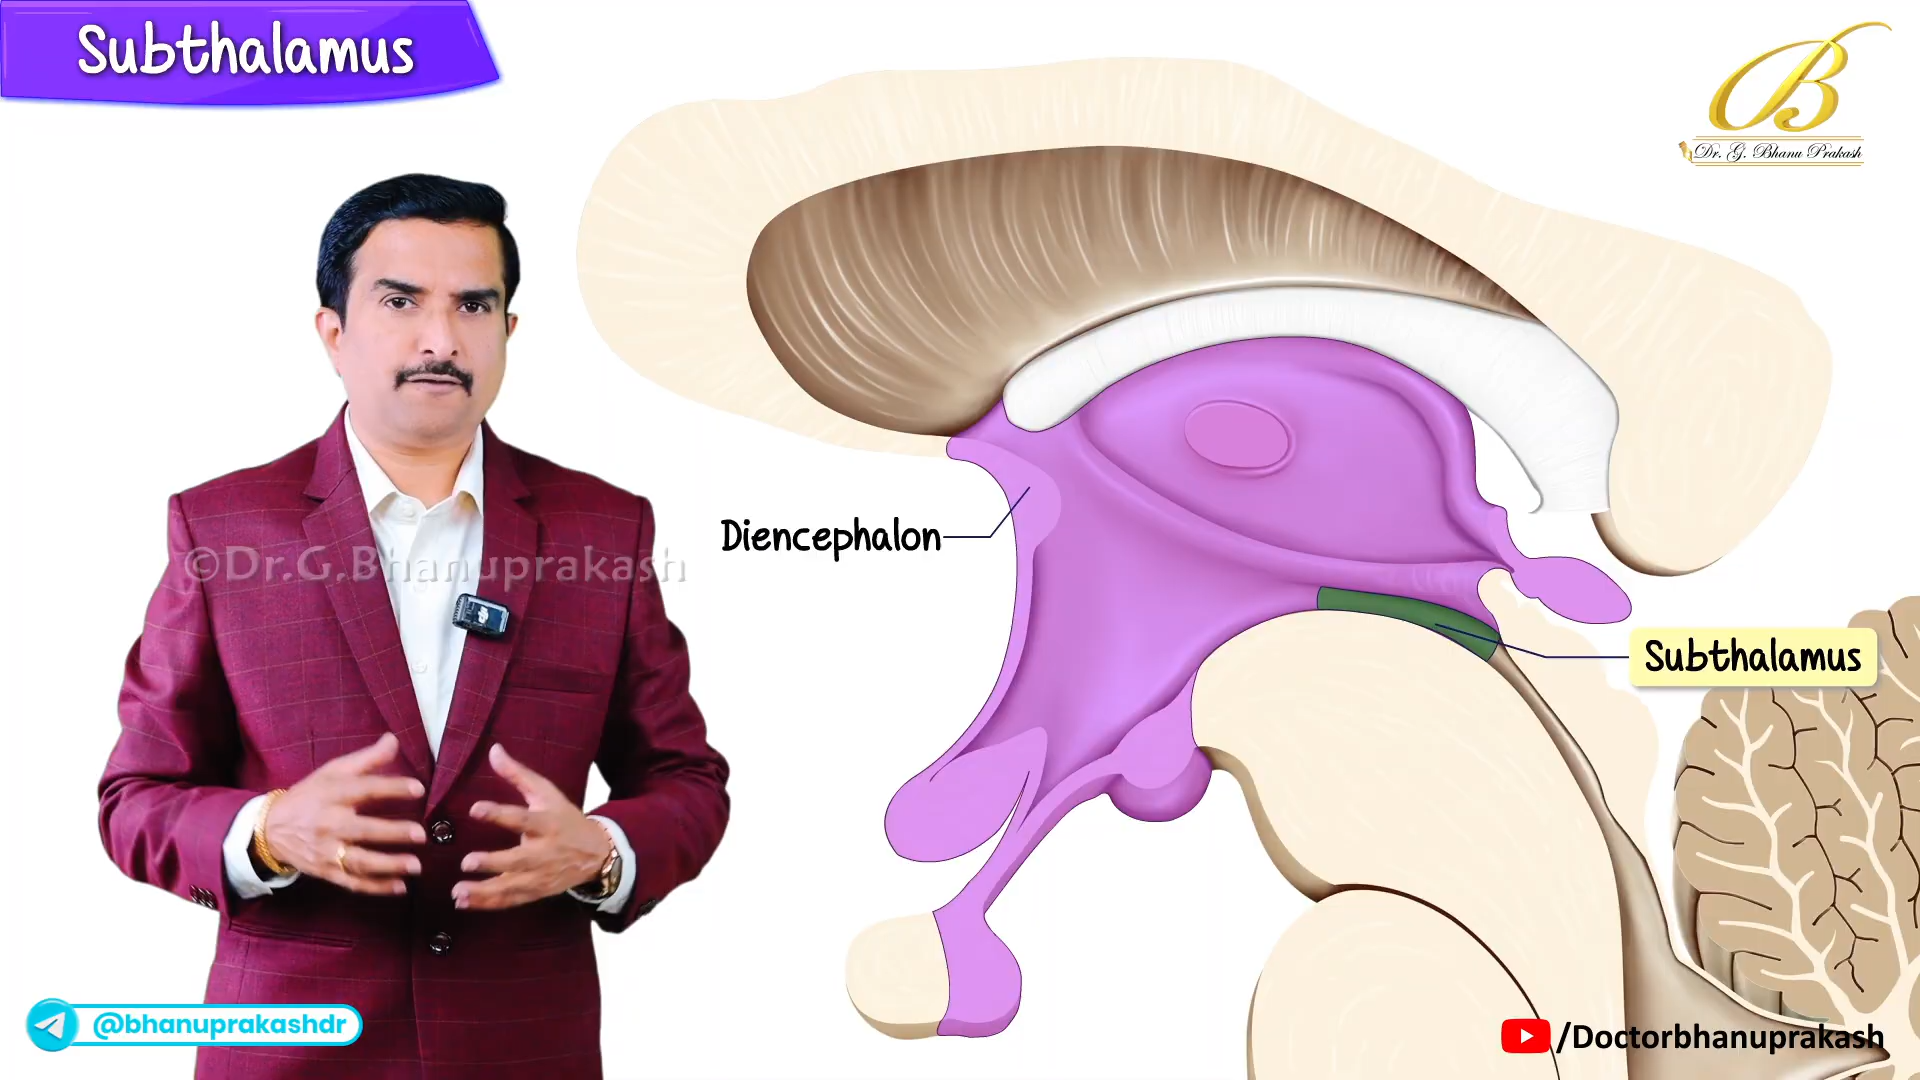 Subthalamus
Dr. G. Bhanu Prakash
Diencephalon
©Dr.G.Bhanuprakash
Subthalamus
@bhanuprakashdr
/Doctorbhanuprakash